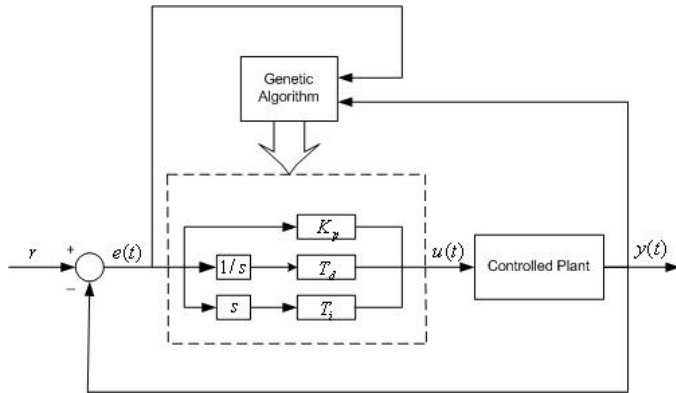 Genetic
Algorithm
K_p
r
+
e(t)
1/s
T_d
u(t)
Controlled Plant
y(t)
−
s
T_i